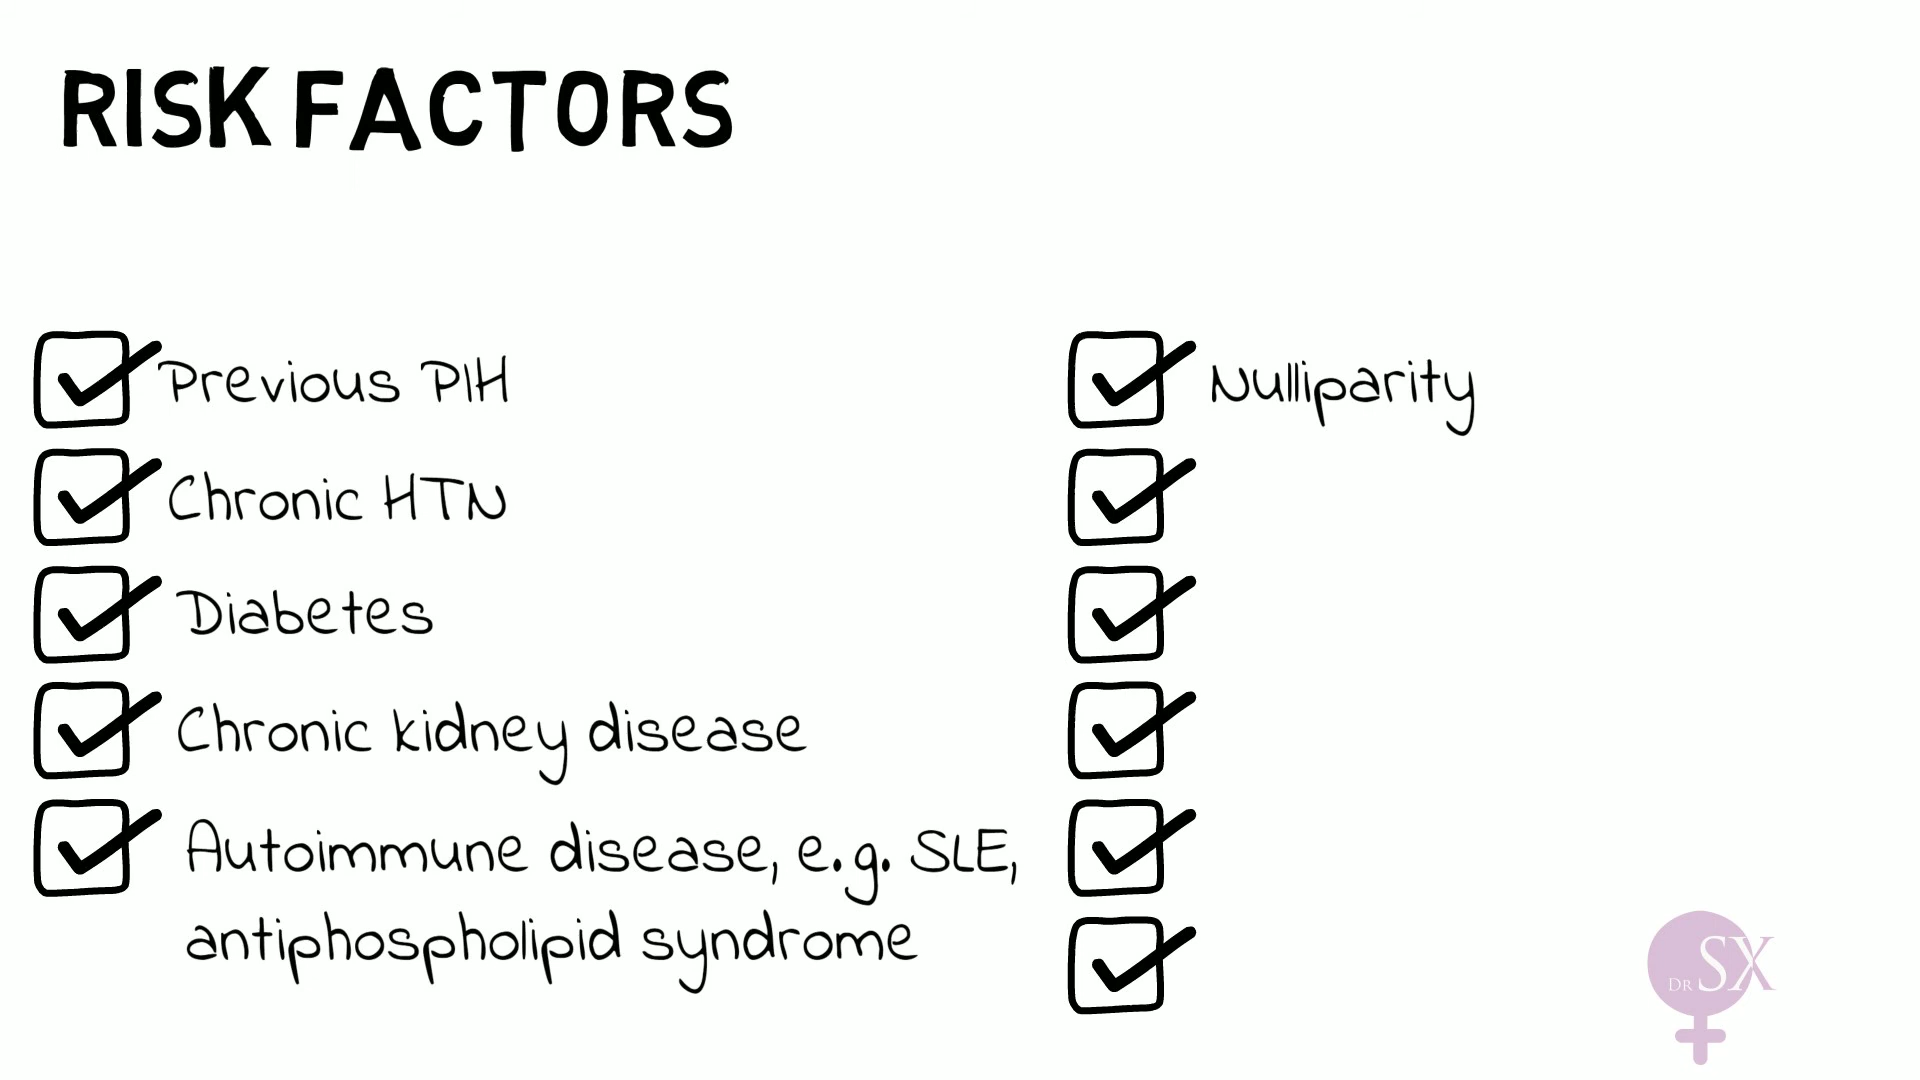 RISK FACTORS
Previous PIH
Chronic HTN
Diabetes
Chronic kidney disease
Autoimmune disease, e.g. SLE,
antiphospholipid syndrome
Nulliparity
DR SX